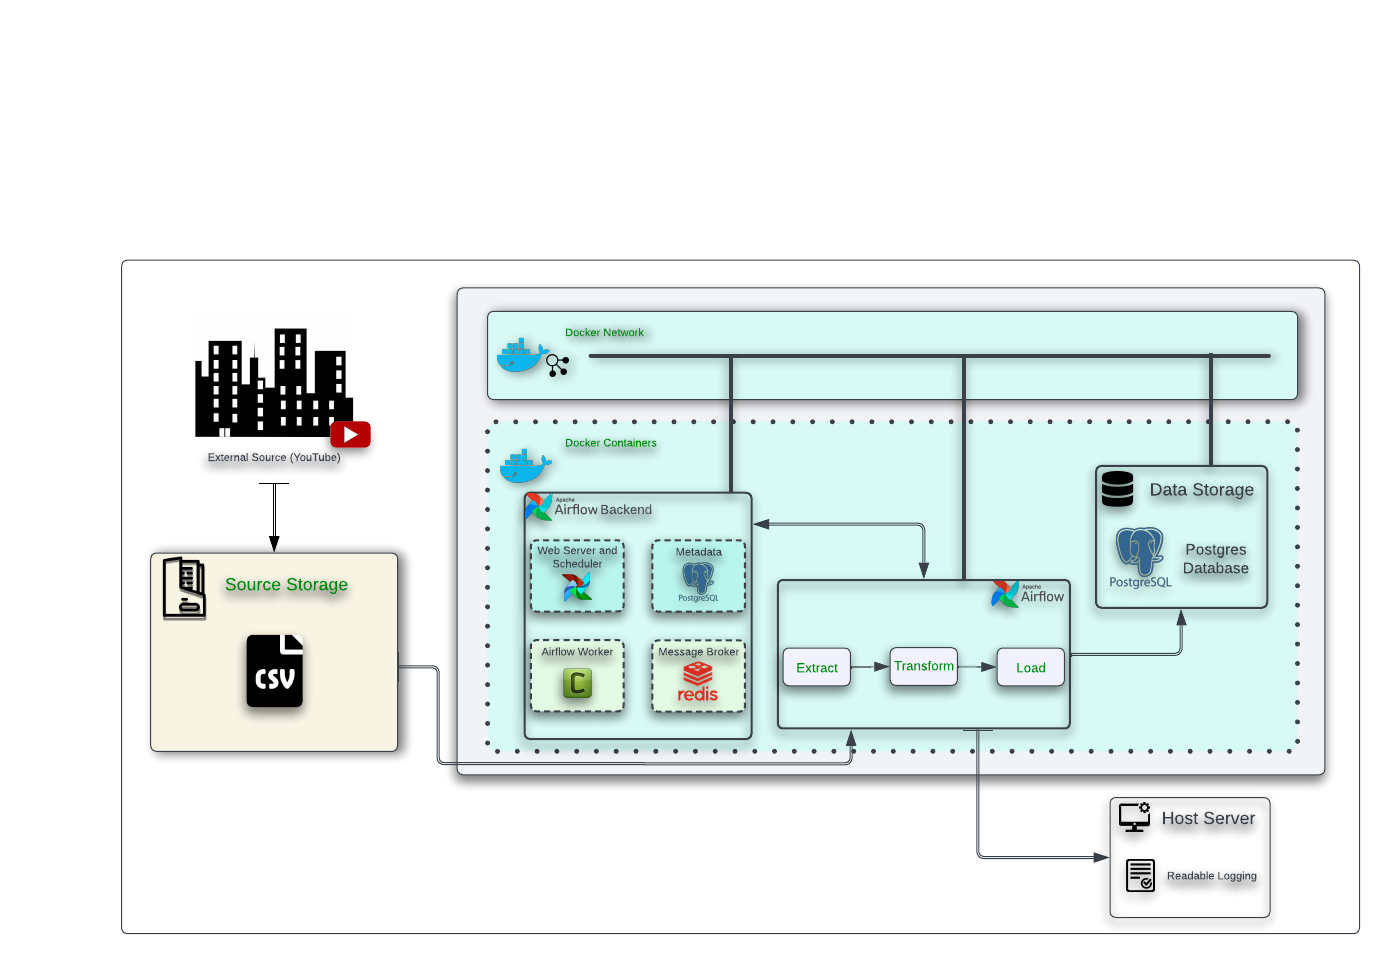 Docker Network
External Source (YouTube)
Docker Containers
Apache
Airflow Backend
Web Server and
Scheduler
Metadata
PostgreSQL
Airflow Worker
C
Message Broker
redis
Data Storage
PostgreSQL
Postgres
Database
Source Storage
CSV
Apache
Airflow
Extract
Transform
Load
Host Server
Readable Logging